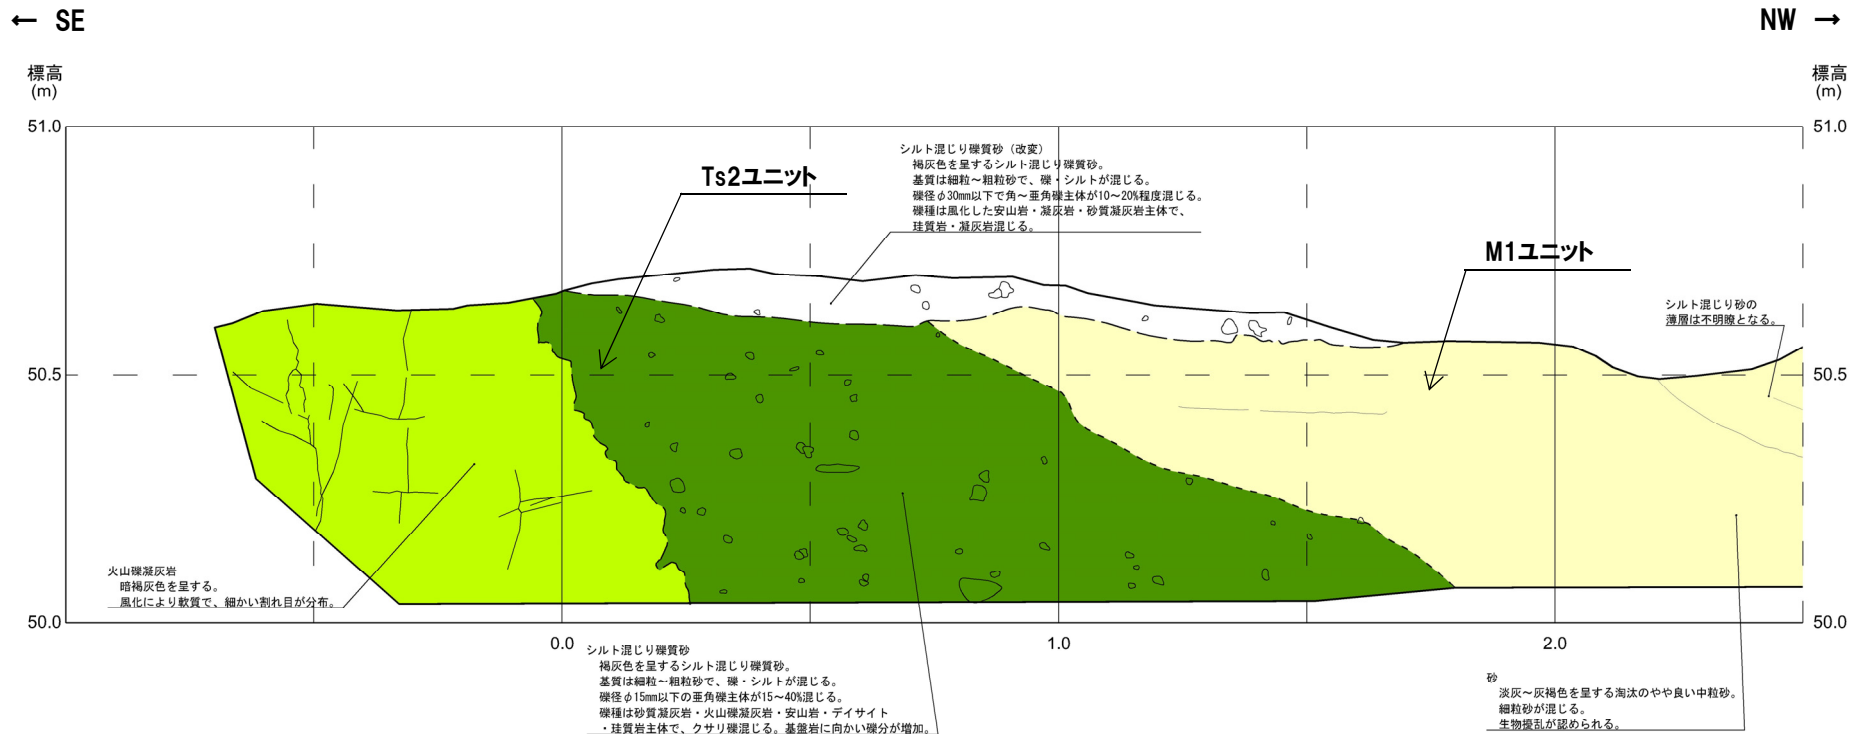 ← SE
NW →
標高
(m)
標高
(m)
51.0
51.0
シルト混じり礫質砂（改変）
褐灰色を呈するシルト混じり礫質砂。
基質は細粒～粗粒砂で、礫・シルトが混じる。
礫径φ30mm以下で角～亜角礫主体が10～20%程度混じる。
礫種は風化した安山岩・凝灰岩・砂質凝灰岩主体で、
珪質岩・凝灰岩混じる。
Ts2ユニット
M1ユニット
シルト混じり砂の
薄層は不明瞭となる。
50.5
50.5
火山礫凝灰岩
暗褐灰色を呈する。
風化により軟質で、細かい割れ目が分布。
50.0
50.0
0.0
1.0
2.0
シルト混じり礫質砂
褐灰色を呈するシルト混じり礫質砂。
基質は細粒～粗粒砂で、礫・シルトが混じる。
礫径φ15mm以下の亜角礫主体が15～40%混じる。
礫種は砂質凝灰岩・火山礫凝灰岩・安山岩・デイサイト
・珪質岩主体で、クサリ礫混じる。基盤岩に向かい礫分が増加。
砂
淡灰～灰褐色を呈する淘汰のやや良い中粒砂。
細粒砂が混じる。
生物擾乱が認められる。